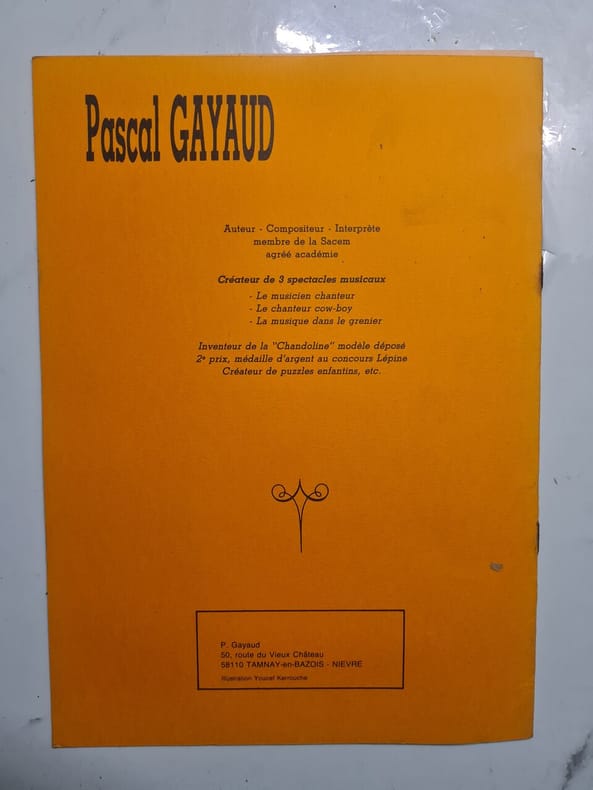 Pascal GAYAUD
Auteur - Compositeur - Interprète
membre de la Sacem
agréé académie
Créateur de 3 spectacles musicaux
- Le musicien chanteur
- Le chanteur cow-boy
- La musique dans le grenier
Inventeur de la "Chandoline" modèle déposé
2e prix, médaille d'argent au concours Lépine
Créateur de puzzles enfantins, etc.
P. Gayaud
50, route du Vieux Château
58110 TAMNAY-en-BAZOIS - NIEVRE
Illustration Youcef Kerrouche